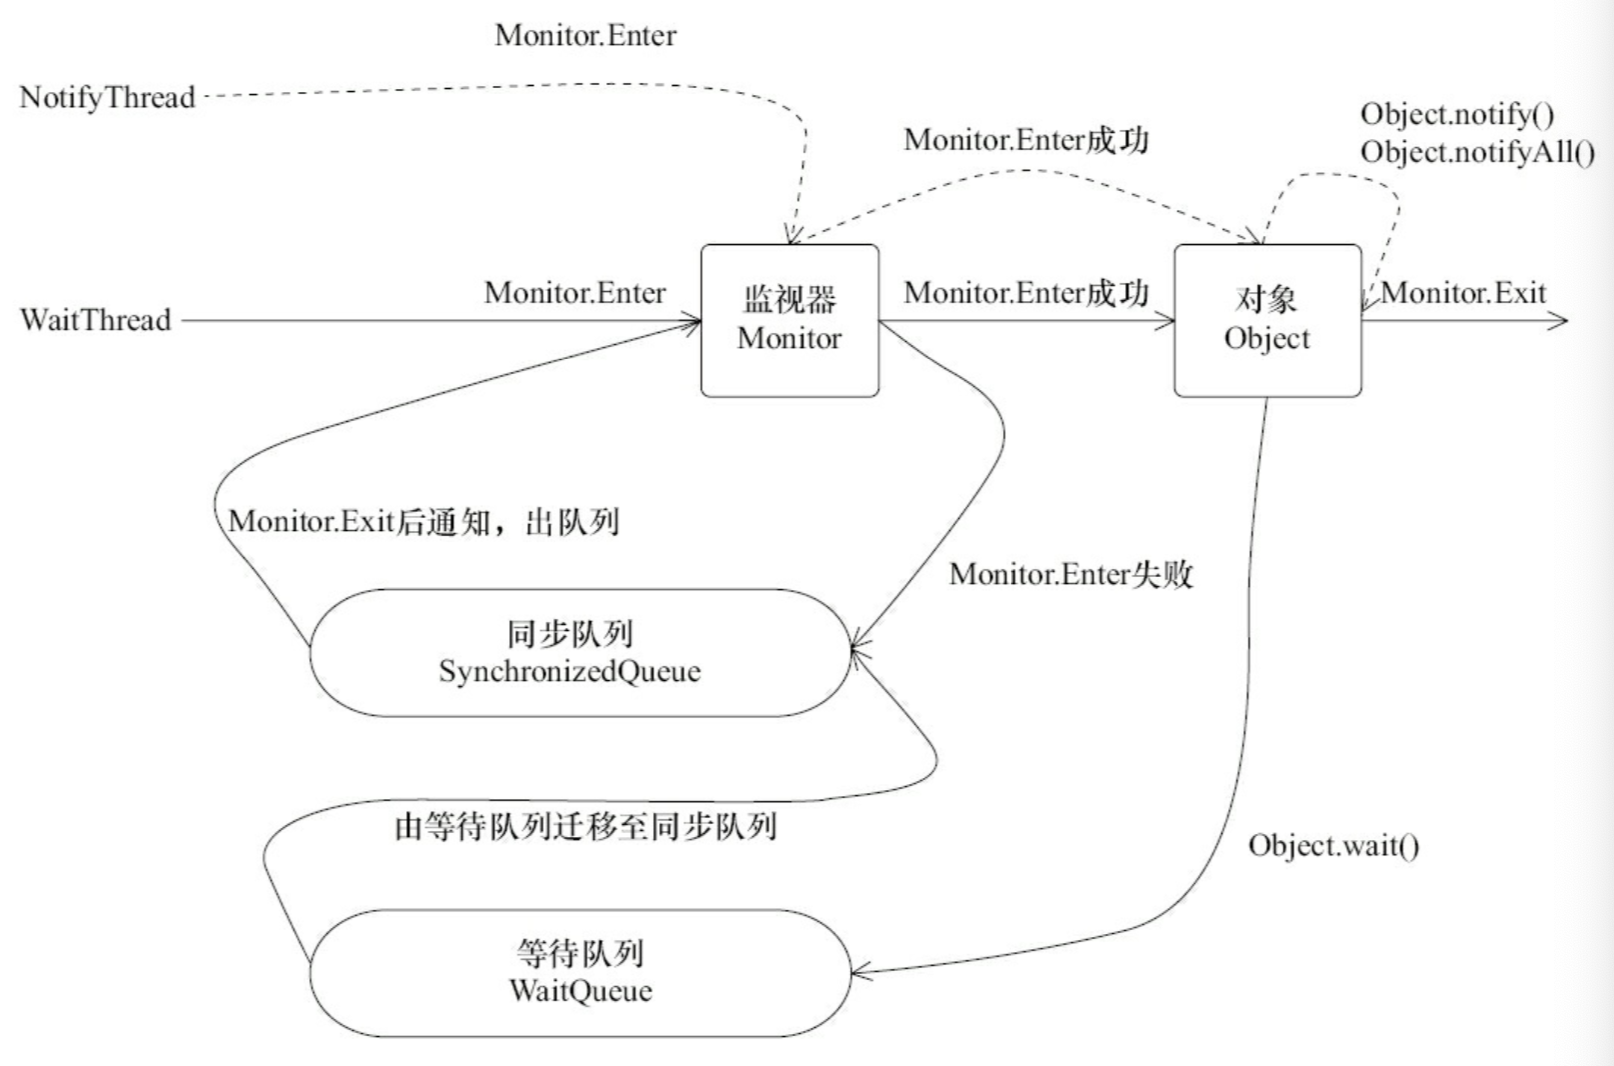 Monitor.Enter
NotifyThread
Object.notify()
Monitor.Enter成功
Object.notifyAll()
WaitThread
Monitor.Enter
监视器
Monitor
Monitor.Enter成功
对象
Object
Monitor.Exit
Monitor.Exit后通知，出队列
Monitor.Enter失败
同步队列
SynchronizedQueue
由等待队列迁移至同步队列
Object.wait()
等待队列
WaitQueue